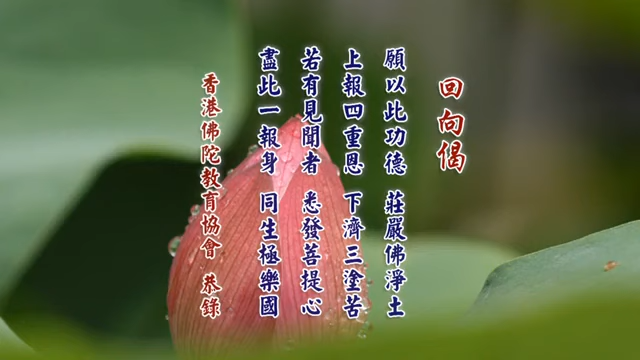 回向偈
願以此功德 莊嚴佛淨土
上報四重恩 下濟三塗苦
若有見聞者 悉發菩提心
盡此一報身 同生極樂國
香港佛陀教育協會 恭錄